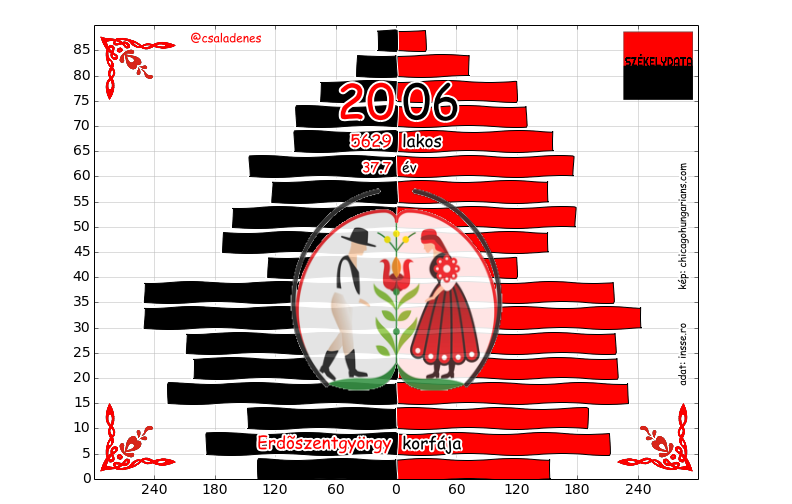 @csaladenes
SZÉKELYDATA
2006
5629 lakos
37.7 év
Erdőszentgyörgy korfája
kép: chicagohungarians.com
adat: insse.ro
85
80
75
70
65
60
55
50
45
40
35
30
25
20
15
10
5
0
240 180 120 60 0 60 120 180 240